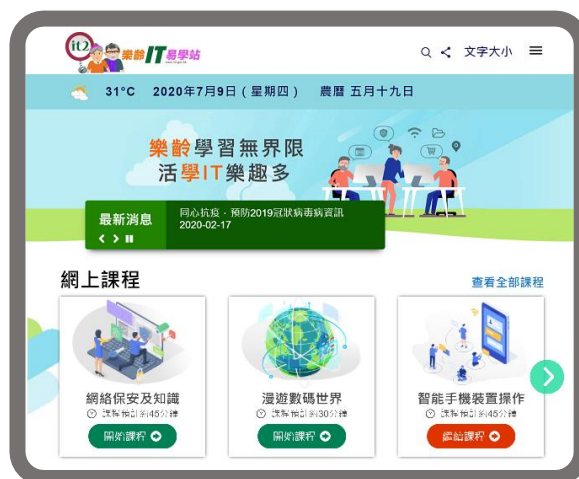 it2
樂齡IT易學站
文字大小
31°C 2020年7月9日（星期四） 農曆 五月十九日
樂齡學習無界限
活學IT樂趣多
最新消息
同心抗疫 - 預防2019冠狀病毒病資訊
2020-02-17
網上課程
查看全部課程
網絡保安及知識
課程預計約45分鐘
開始課程
漫遊數碼世界
課程預計約30分鐘
開始課程
智能手機裝置操作
課程預計約45分鐘
繼續課程